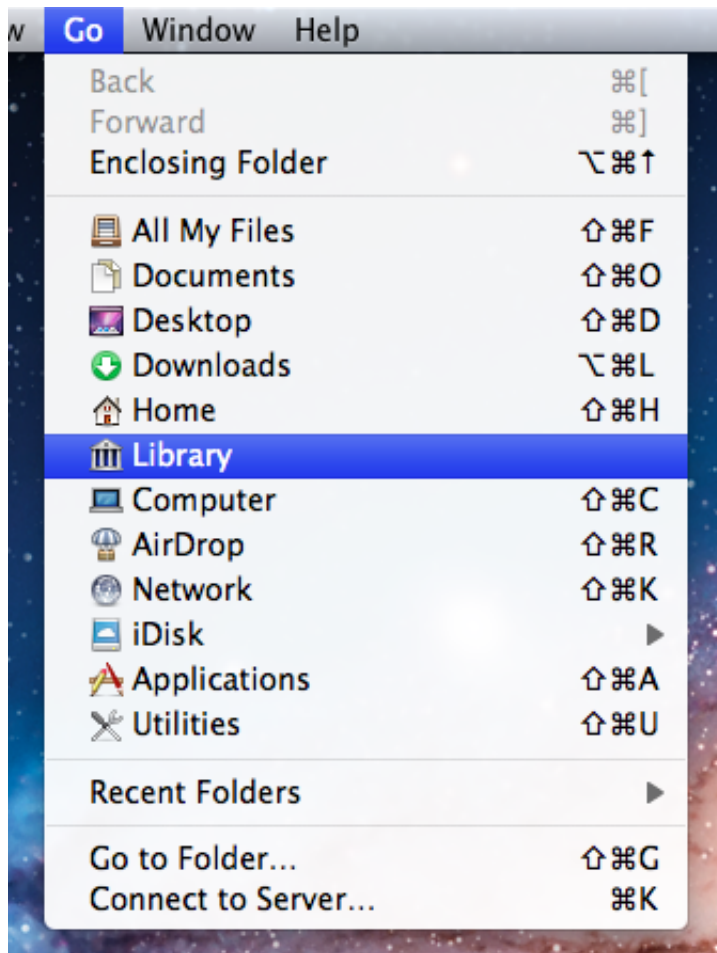 w Go Window Help
Back ⌘[
Forward ⌘]
Enclosing Folder ⌥⌘↑
All My Files ⇧⌘F
Documents ⇧⌘O
Desktop ⇧⌘D
Downloads ⌥⌘L
Home ⇧⌘H
Library
Computer ⇧⌘C
AirDrop ⇧⌘R
Network ⇧⌘K
iDisk ▶
Applications ⇧⌘A
Utilities ⇧⌘U
Recent Folders ▶
Go to Folder... ⇧⌘G
Connect to Server... ⌘K